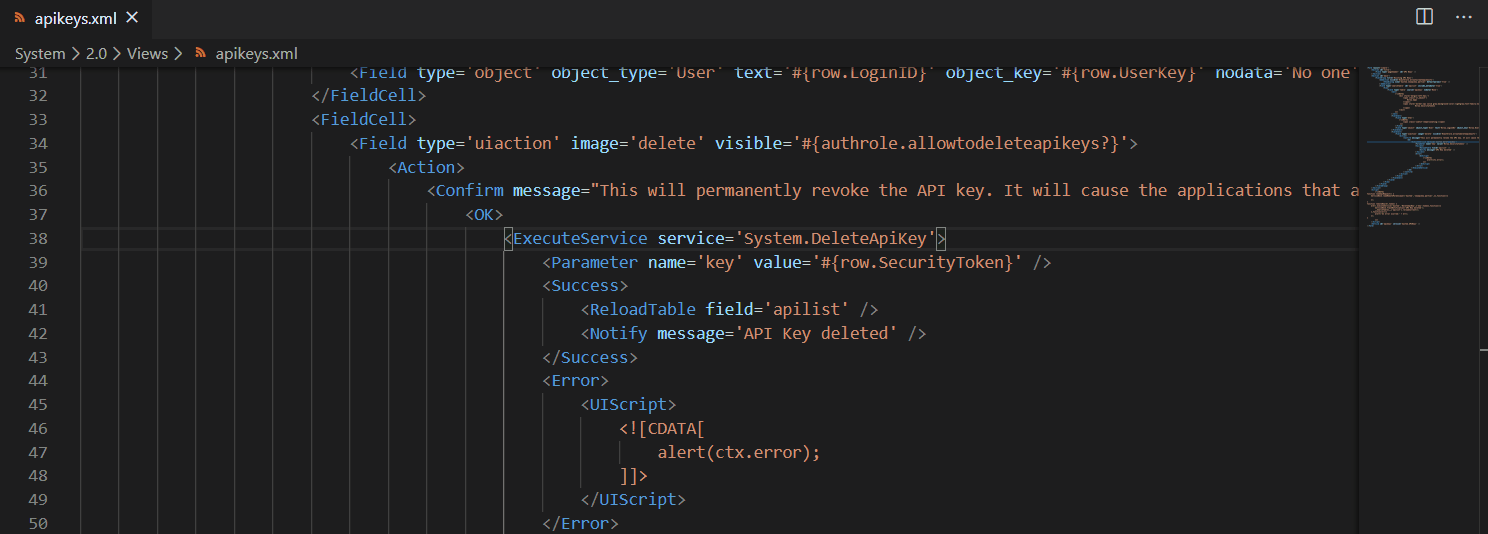 apikeys.xml
System > 2.0 > Views > apikeys.xml
31 <Field type='object' object_type='User' text='#{row.LoginID}' object_key='#{row.UserKey}' nodata='No one
32 </FieldCell>
33 <FieldCell>
34 <Field type='uiaction' image='delete' visible='#{authrole.allowtodeleteapikeys?}'>
35 <Action>
36 <Confirm message="This will permanently revoke the API key. It will cause the applications that a
37 <OK>
38 <ExecuteService service='System.DeleteApiKey'>
39 <Parameter name='key' value='#{row.SecurityToken}' />
40 <Success>
41 <ReloadTable field='apilist' />
42 <Notify message='API Key deleted' />
43 </Success>
44 <Error>
45 <UIScript>
46 <![CDATA[
47 alert(ctx.error);
48 ]]>
49 </UIScript>
50 </Error>